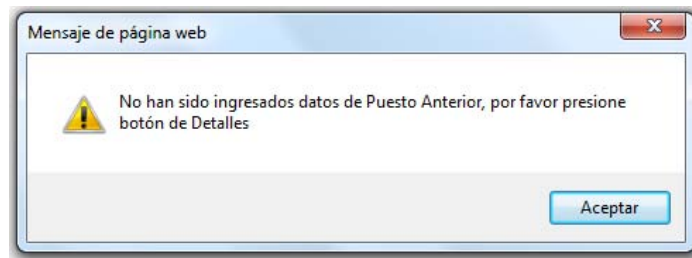 Mensaje de página web
No han sido ingresados datos de Puesto Anterior, por favor presione
botón de Detalles
Aceptar